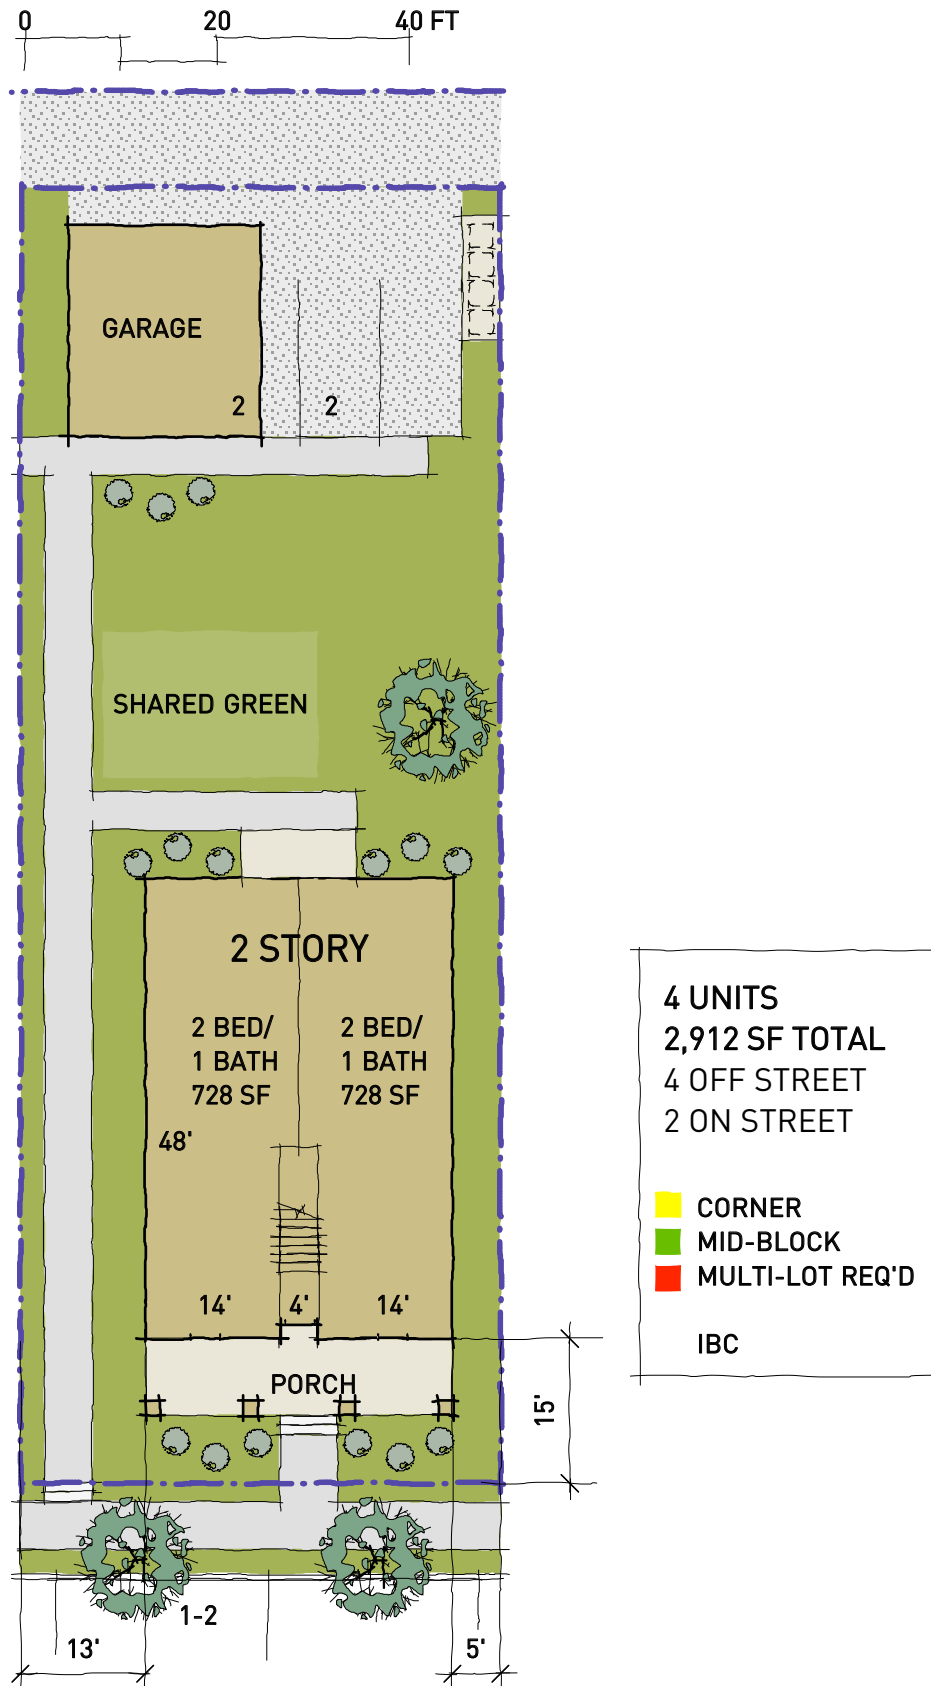 0 20 40 FT
GARAGE
2 2
SHARED GREEN
2 STORY
2 BED/
1 BATH
728 SF
2 BED/
1 BATH
728 SF
48'
14' 4' 14'
PORCH
15'
1-2
13' 5'
4 UNITS
2,912 SF TOTAL
4 OFF STREET
2 ON STREET
CORNER
MID-BLOCK
MULTI-LOT REQ'D
IBC